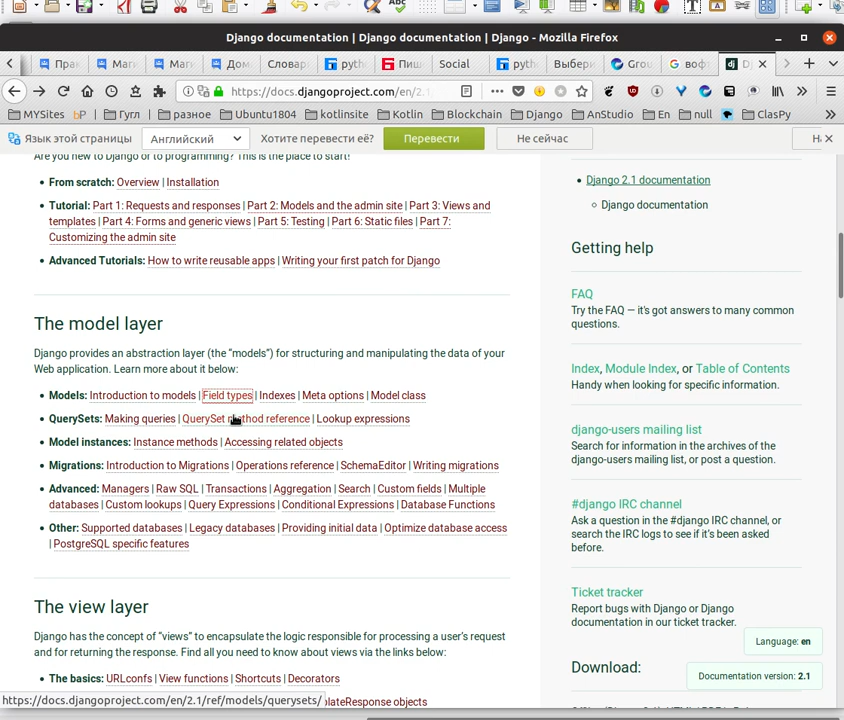 Django documentation | Django documentation | Django - Mozilla Firefox
Маги
Маги
Дом
Словар
pyth
Пиш
Social
pyth
Выбери
Grou
G воф
dj D
https://docs.djangoproject.com/en/2.1
MYSites
bP
Гугл
разное
Ubuntu1804
kotlinsite
Kotlin
Blockchain
Django
AnStudio
En
null
ClasPy
Язык этой страницы
Английский
Хотите перевести её?
Перевести
Не сейчас
Н
Are you new to Django or to programming? This is the place to start!
• From scratch: Overview | Installation
• Tutorial: Part 1: Requests and responses | Part 2: Models and the admin site | Part 3: Views and
templates | Part 4: Forms and generic views | Part 5: Testing | Part 6: Static files | Part 7:
Customizing the admin site
• Advanced Tutorials: How to write reusable apps | Writing your first patch for Django
The model layer
Django provides an abstraction layer (the “models”) for structuring and manipulating the data of your
Web application. Learn more about it below:
• Models: Introduction to models | Field types | Indexes | Meta options | Model class
• QuerySets: Making queries | QuerySet method reference | Lookup expressions
• Model instances: Instance methods | Accessing related objects
• Migrations: Introduction to Migrations | Operations reference | SchemaEditor | Writing migrations
• Advanced: Managers | Raw SQL | Transactions | Aggregation | Search | Custom fields | Multiple
databases | Custom lookups | Query Expressions | Conditional Expressions | Database Functions
• Other: Supported databases | Legacy databases | Providing initial data | Optimize database access
| PostgreSQL specific features
The view layer
Django has the concept of “views” to encapsulate the logic responsible for processing a user’s request
and for returning the response. Find all you need to know about views via the links below:
• The basics: URLconfs | View functions | Shortcuts | Decorators
plateResponse objects
https://docs.djangoproject.com/en/2.1/ref/models/querysets/
• Django 2.1 documentation
Django documentation
Getting help
FAQ
Try the FAQ — it's got answers to many common
questions.
Index, Module Index, or Table of Contents
Handy when looking for specific information.
django-users mailing list
Search for information in the archives of the
django-users mailing list, or post a question.
#django IRC channel
Ask a question in the #django IRC channel, or
search the IRC logs to see if it’s been asked
before.
Ticket tracker
Report bugs with Django or Django
documentation in our ticket tracker.
Language: en
Download:
Documentation version: 2.1